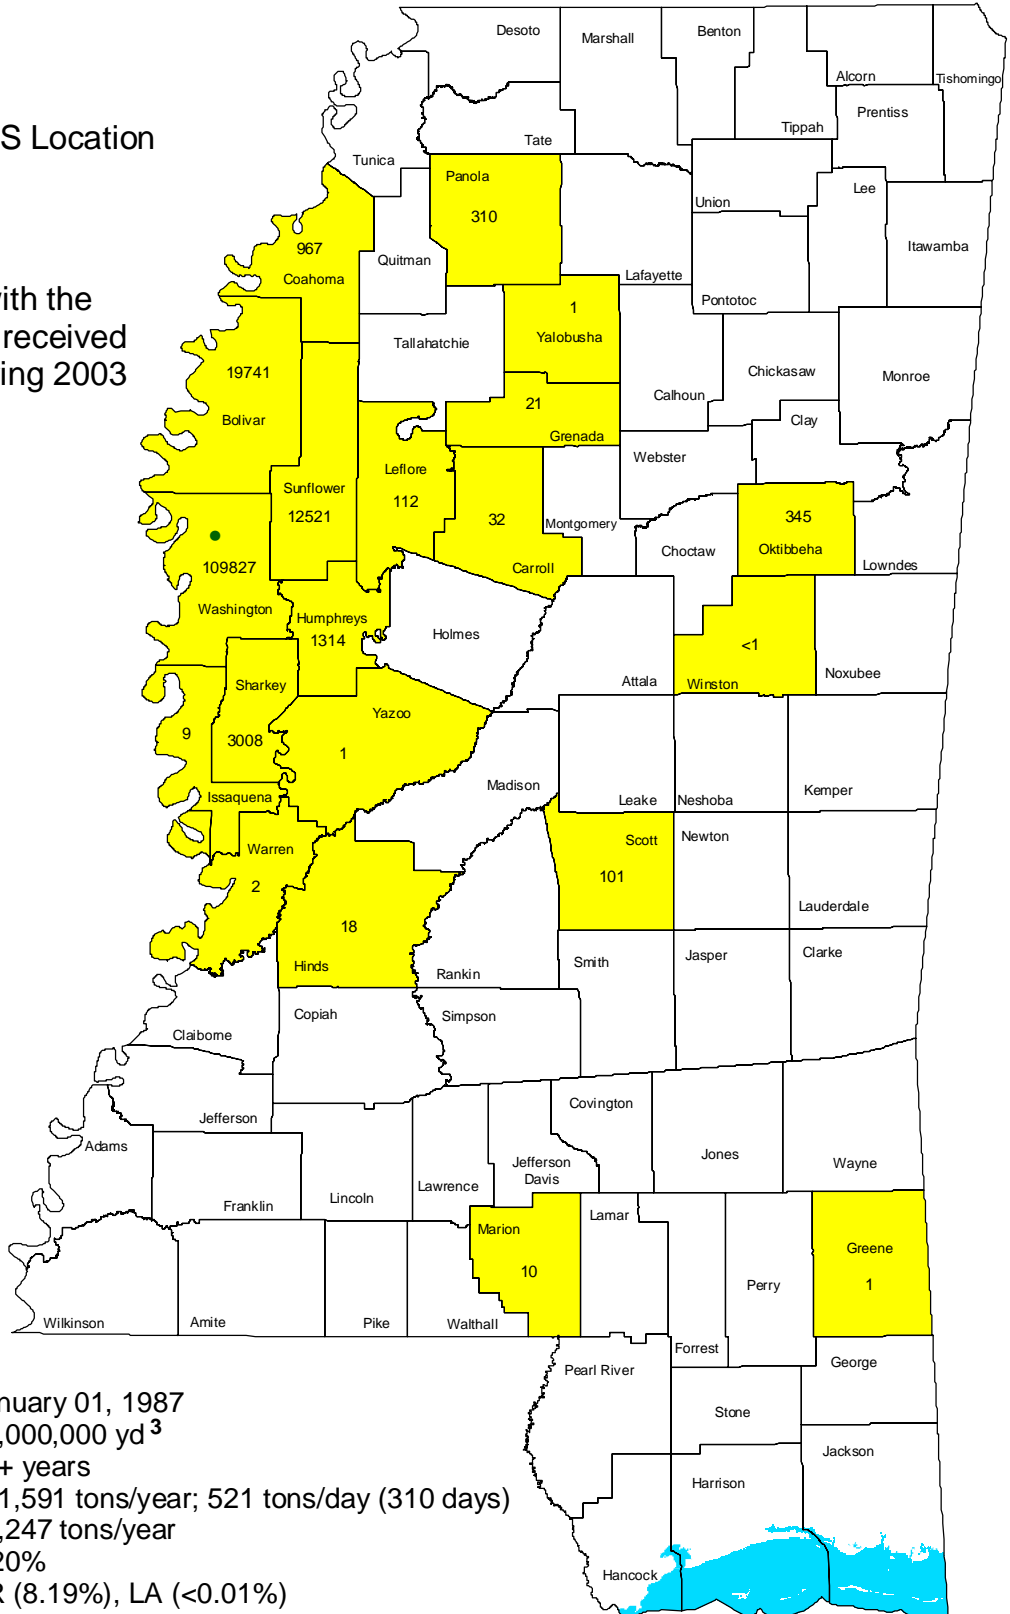 Desoto
Marshall
Benton
Alcorn
Tishomingo
Prentiss
Tippah
Tate
S Location
Tunica
Panola
310
Union
Lee
Itawamba
967
Coahoma
Quitman
Lafayette
Pontotoc
with the
received
ing 2003
1
Yalobusha
Tallahatchie
Chickasaw
Monroe
19741
Bolivar
21
Grenada
Calhoun
Clay
Webster
Leflore
112
Sunflower
12521
32
Carroll
Montgomery
Choctaw
345
Oktibbeha
Lowndes
109827
Washington
Humphreys
1314
Holmes
Attala
<1
Winston
Noxubee
Sharkey
3008
9
Issaquena
Yazoo
1
Madison
Leake
Neshoba
Kemper
Warren
2
Scott
101
Newton
Lauderdale
18
Hinds
Rankin
Smith
Jasper
Clarke
Claiborne
Copiah
Simpson
Jefferson
Covington
Adams
Franklin
Lincoln
Lawrence
Jefferson
Davis
Jones
Wayne
Marion
10
Lamar
Perry
Greene
1
Wilkinson
Amite
Pike
Walthall
Forrest
George
Pearl River
Stone
Jackson
Harrison
Hancock
nuary 01, 1987
,000,000 yd³
+ years
1,591 tons/year; 521 tons/day (310 days)
,247 tons/year
20%
R (8.19%), LA (<0.01%)